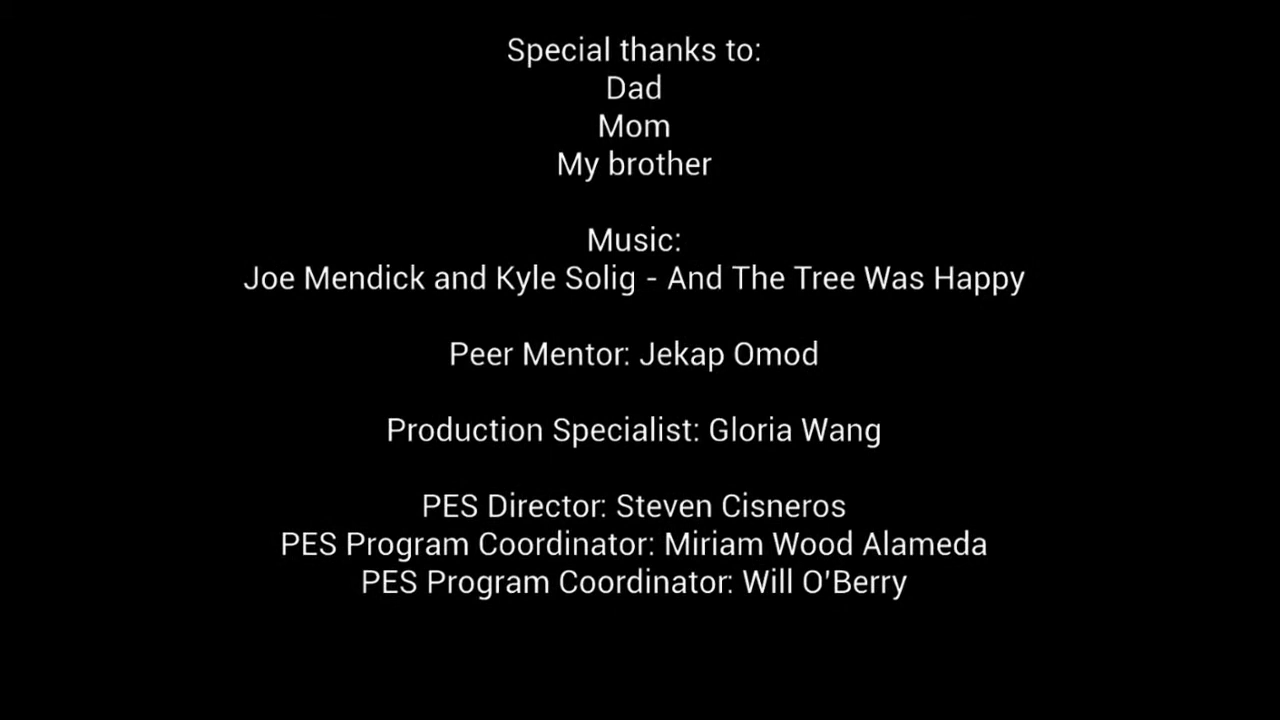 Special thanks to:
Dad
Mom
My brother
Music:
Joe Mendick and Kyle Solig - And The Tree Was Happy
Peer Mentor: Jekap Omod
Production Specialist: Gloria Wang
PES Director: Steven Cisneros
PES Program Coordinator: Miriam Wood Alameda
PES Program Coordinator: Will O'Berry